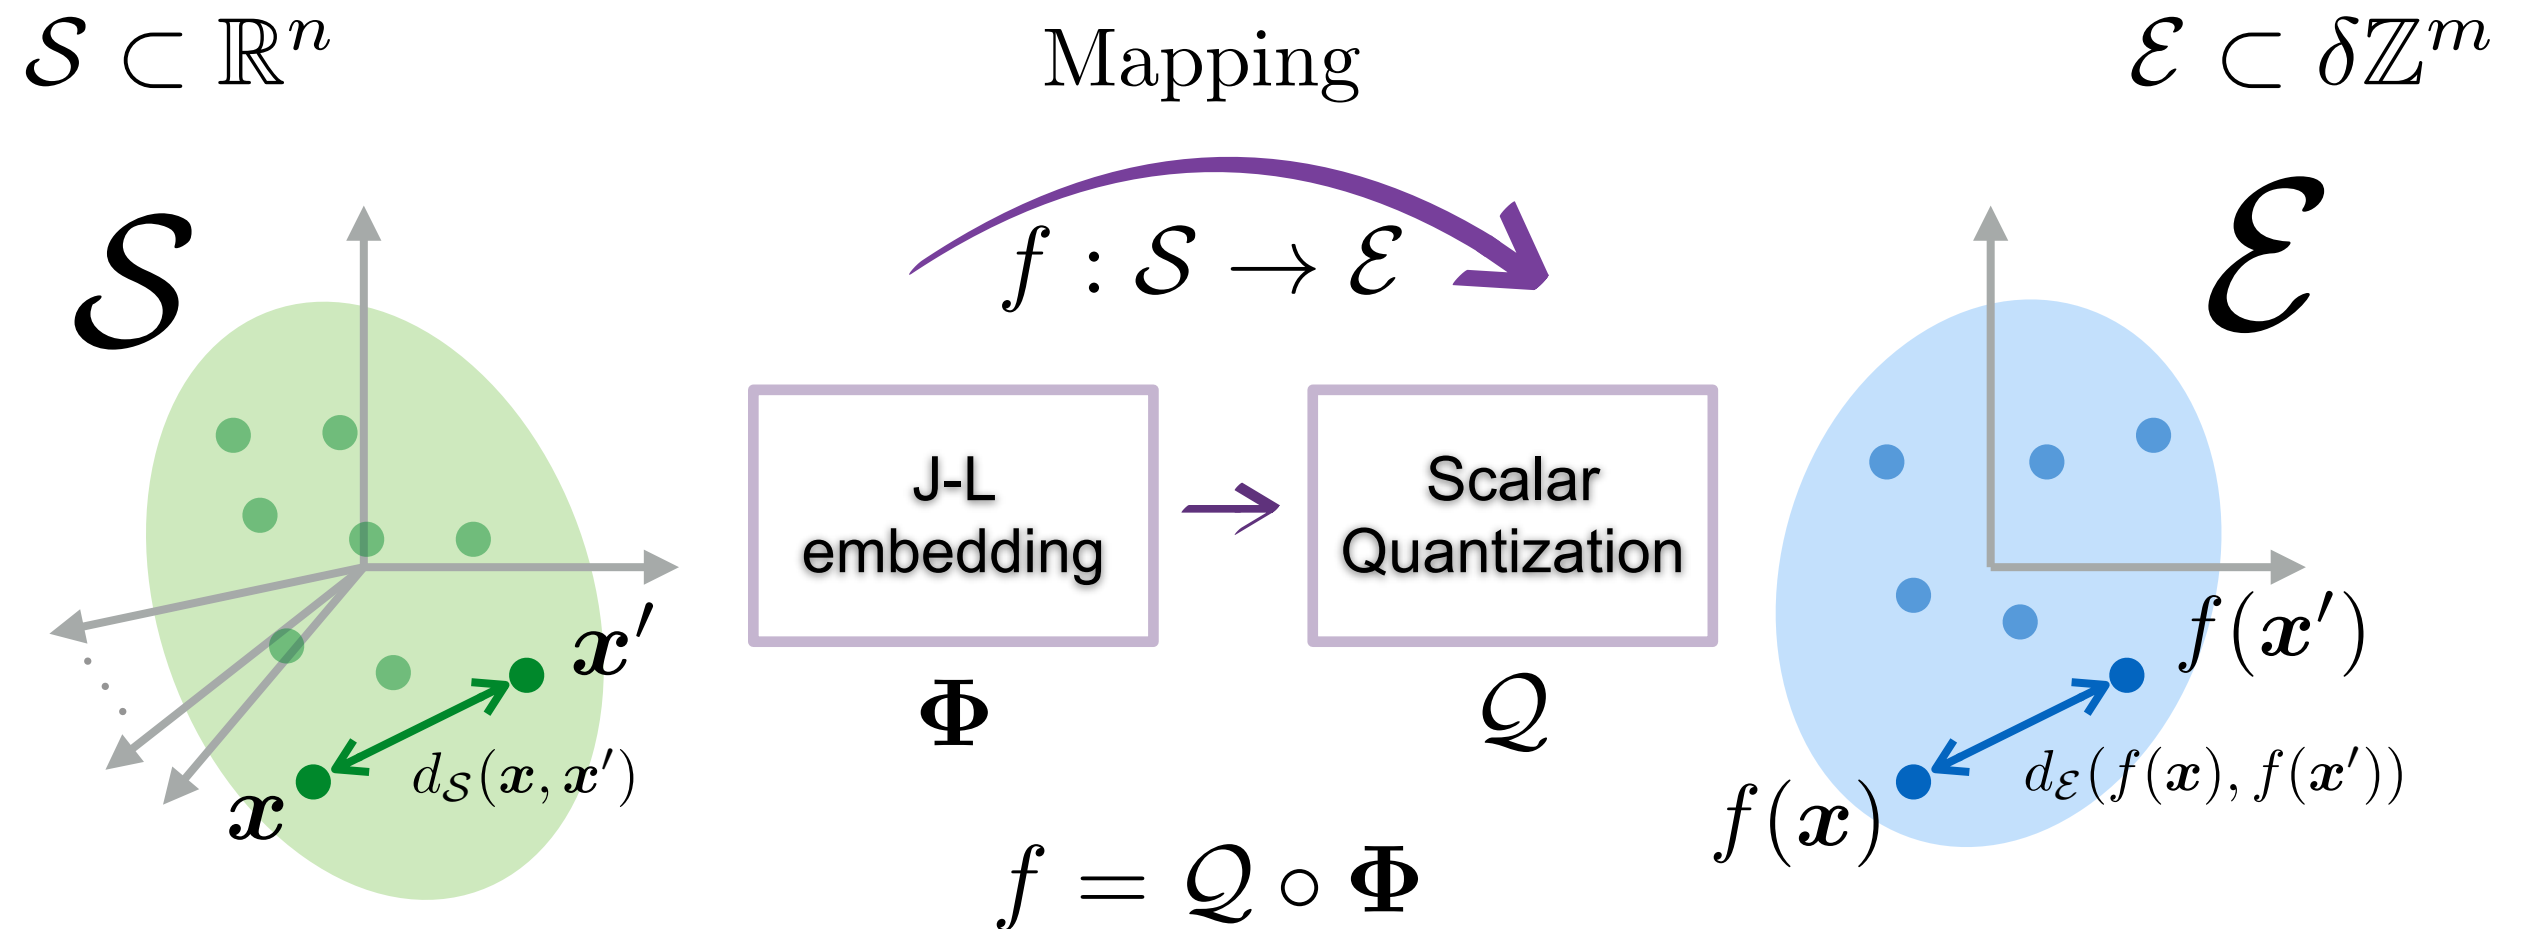 𝒮 ⊂ ℝⁿ
Mapping
ℰ ⊂ δℤᵐ
𝒮
f : 𝒮 → ℰ
ℰ
J-L
embedding
Scalar
Quantization
𝚽
𝒬
𝒙′
d_𝒮(𝒙, 𝒙′)
𝒙
f(𝒙′)
d_ℰ(f(𝒙), f(𝒙′))
f(𝒙)
f = 𝒬 ∘ 𝚽